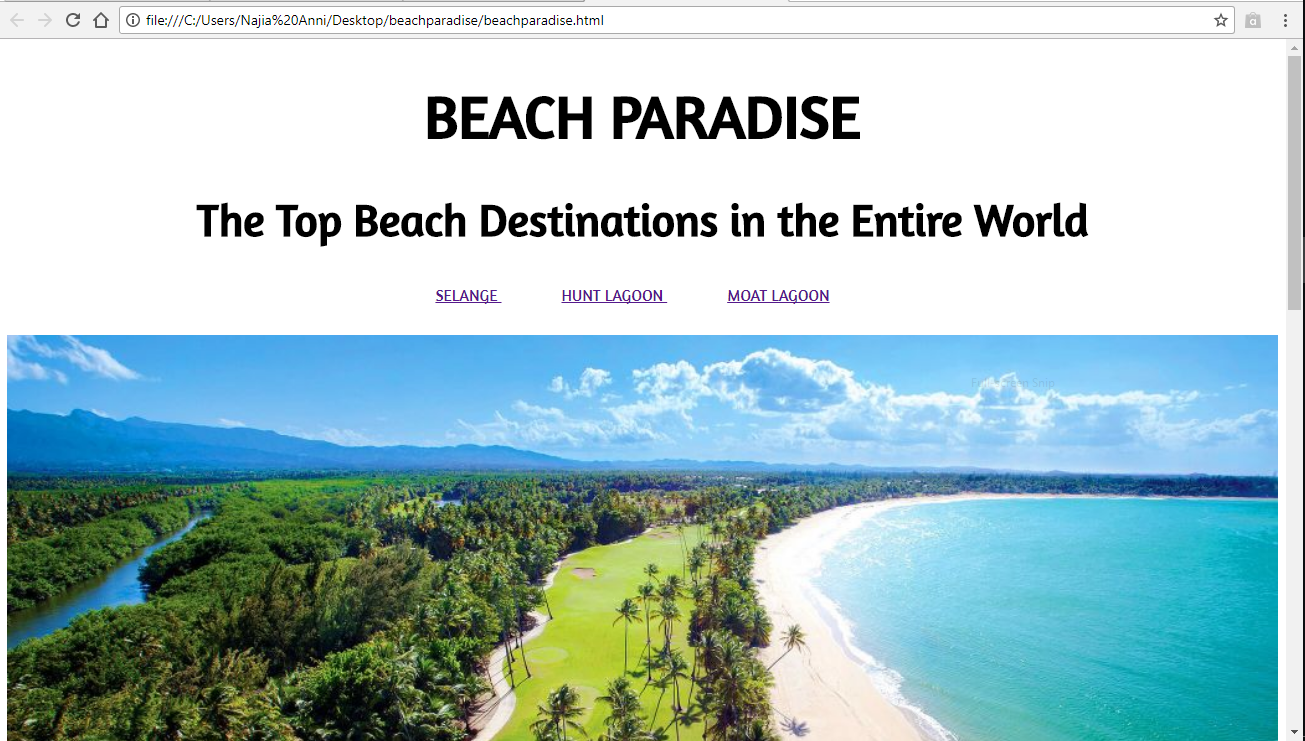 file:///C:/Users/Najia%20Anni/Desktop/beachparadise/beachparadise.html
BEACH PARADISE
The Top Beach Destinations in the Entire World
SELANGE HUNT LAGOON MOAT LAGOON